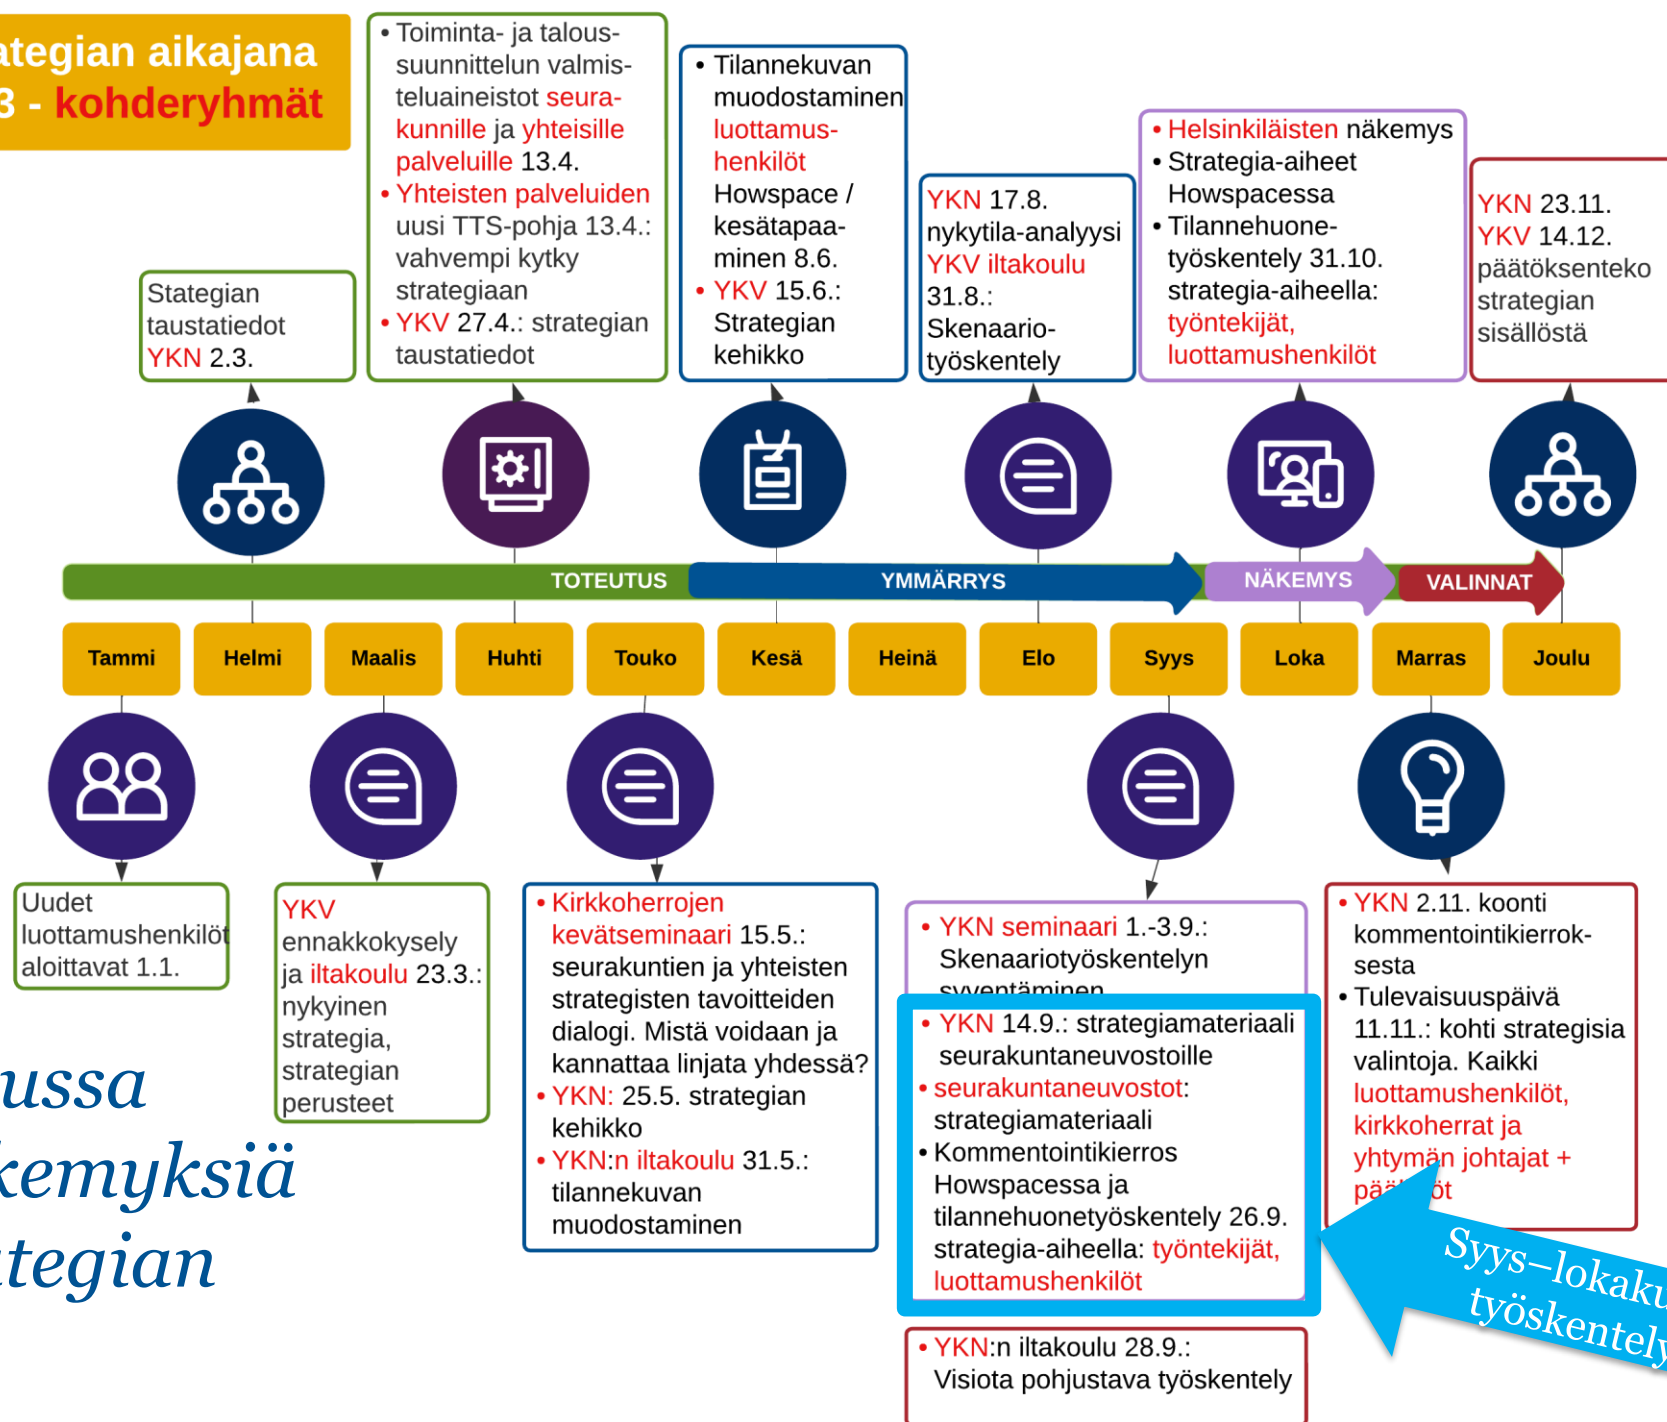 ategian aikajana
3 - kohderyhmät
• Toiminta- ja talous-
suunnittelun valmis-
teluaineistot seura-
kunnille ja yhteisille
palveluille 13.4.
• Yhteisten palveluiden
uusi TTS-pohja 13.4.:
vahvempi kytky
strategiaan
• YKV 27.4.: strategian
taustatiedot
• Tilannekuvan
muodostaminen
luottamus-
henkilöt
Howspace /
kesätapaa-
minen 8.6.
• YKV 15.6.:
Strategian
kehikko
Stategian
taustatiedot
YKN 2.3.
YKN 17.8.
nykytila-analyysi
YKV iltakoulu
31.8.:
Skenaario-
työskentely
• Helsinkiläisten näkemys
• Strategia-aiheet
Howspacessa
• Tilannehuone-
työskentely 31.10.
strategia-aiheella:
työntekijät,
luottamushenkilöt
YKN 23.11.
YKV 14.12.
päätöksenteko
strategian
sisällöstä
TOTEUTUS
YMMÄRRYS
NÄKEMYS
VALINNAT
Tammi
Helmi
Maalis
Huhti
Touko
Kesä
Heinä
Elo
Syys
Loka
Marras
Joulu
Uudet
luottamushenkilöt
aloittavat 1.1.
YKV
ennakkokysely
ja iltakoulu 23.3.:
nykyinen
strategia,
strategian
perusteet
• Kirkkoherrojen
kevätseminaari 15.5.:
seurakuntien ja yhteisten
strategisten tavoitteiden
dialogi. Mistä voidaan ja
kannattaa linjata yhdessä?
• YKN: 25.5. strategian
kehikko
• YKN:n iltakoulu 31.5.:
tilannekuvan
muodostaminen
• YKN seminaari 1.-3.9.:
Skenaariotyöskentelyn
syventäminen
• YKN 14.9.: strategiamateriaali
seurakuntaneuvostoille
• seurakuntaneuvostot:
strategiamateriaali
• Kommentointikierros
Howspacessa ja
tilannehuonetyöskentely 26.9.
strategia-aiheella: työntekijät,
luottamushenkilöt
• YKN:n iltakoulu 28.9.:
Visiota pohjustava työskentely
• YKN 2.11. koonti
kommentointikierrok-
sesta
• Tulevaisuuspäivä
11.11.: kohti strategisia
valintoja. Kaikki
luottamushenkilöt,
kirkkoherrat ja
yhtymän johtajat +
Syys–lokaku
työskentely
ussa
kemyksiä
ategian